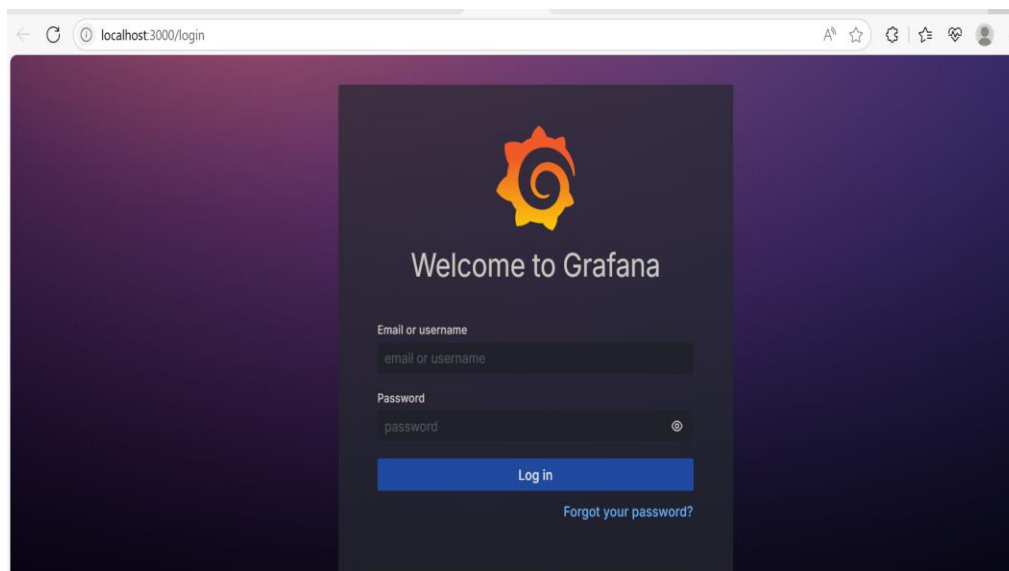 localhost:3000/login
A
Welcome to Grafana
Email or username
email or username
Password
password
Log in
Forgot your password?